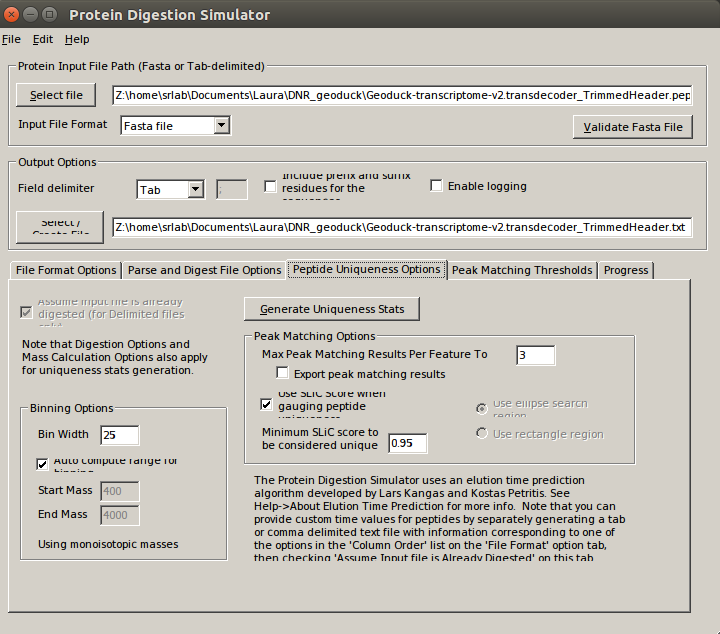 Protein Digestion Simulator
File Edit Help
Protein Input File Path (Fasta or Tab-delimited)
Select file
Z:\home\srlab\Documents\Laura\DNR_geoduck\Geoduck-transcriptome-v2.transdecoder_TrimmedHeader.pep
Input File Format
Fasta file
Validate Fasta File
Output Options
Field delimiter
Tab
;
Include prefix and suffix
residues for the
sequences
Enable logging
Select /
Create File
Z:\home\srlab\Documents\Laura\DNR_geoduck\Geoduck-transcriptome-v2.transdecoder_TrimmedHeader.txt
File Format Options
Parse and Digest File Options
Peptide Uniqueness Options
Peak Matching Thresholds
Progress
Assume input file is already
digested (for Delimited files
only)
Note that Digestion Options and
Mass Calculation Options also apply
for uniqueness stats generation.
Binning Options
Bin Width
25
Auto compute range for
binning
Start Mass
400
End Mass
4000
Using monoisotopic masses
Generate Uniqueness Stats
Peak Matching Options
Max Peak Matching Results Per Feature To
3
Export peak matching results
Use SLiC Score when
gauging peptide
uniqueness
Use ellipse search
region
Minimum SLiC score to
be considered unique
0.95
Use rectangle region
The Protein Digestion Simulator uses an elution time prediction
algorithm developed by Lars Kangas and Kostas Petritis. See
Help->About Elution Time Prediction for more info. Note that you can
provide custom time values for peptides by separately generating a tab
or comma delimited text file with information corresponding to one of
the options in the 'Column Order' list on the 'File Format' option tab,
then checking 'Assume Input file is Already Digested' on this tab.